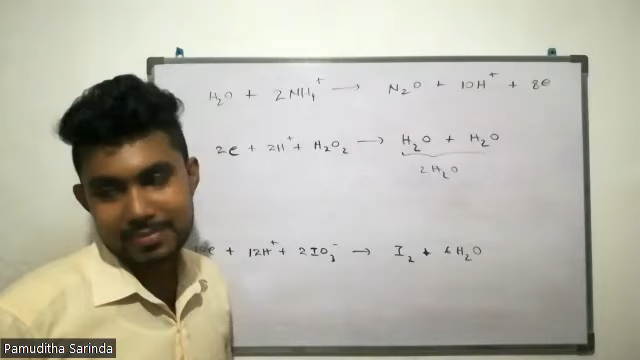 H₂O + 2NH₄⁺ → N₂O + 10H⁺ + 8e
2e + 2H⁺ + H₂O₂ → H₂O + H₂O
2H₂O
e + 12H⁺ + 2IO₃⁻ → I₂ + 6H₂O
Pamuditha Sarinda